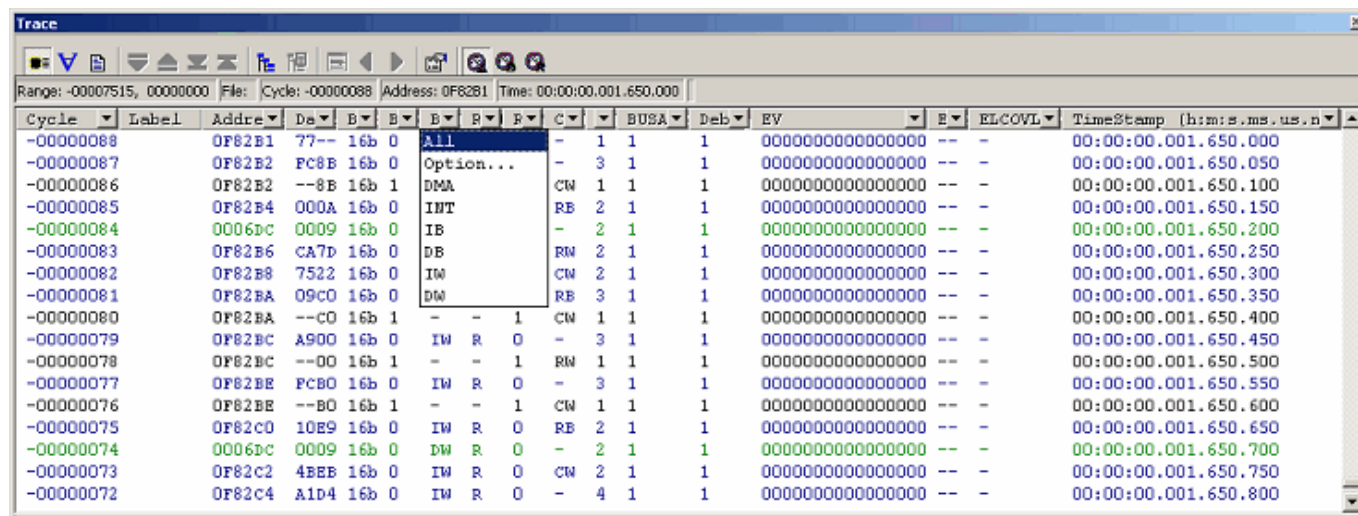 Trace
Range: -00007515, 00000000 File: Cycle: -00000088 Address: 0F82B1 Time: 00:00:00.001.650.000
Cycle Label Addre Da B B B R R C BUSA Deb EV E ELCOVL TimeStamp (h:m:s.ms.us.n
-00000088 0F82B1 77-- 16b 0 All - 1 1 1 0000000000000000 -- - 00:00:00.001.650.000
-00000087 0F82B2 FC8B 16b 0 Option... - 3 1 1 0000000000000000 -- - 00:00:00.001.650.050
-00000086 0F82B2 --8B 16b 1 DMA CW 1 1 1 0000000000000000 -- - 00:00:00.001.650.100
-00000085 0F82B4 000A 16b 0 INT RB 2 1 1 0000000000000000 -- - 00:00:00.001.650.150
-00000084 0006DC 0009 16b 0 IB - 2 1 1 0000000000000000 -- - 00:00:00.001.650.200
-00000083 0F82B6 CA7D 16b 0 DB RW 2 1 1 0000000000000000 -- - 00:00:00.001.650.250
-00000082 0F82B8 7522 16b 0 IW CW 2 1 1 0000000000000000 -- - 00:00:00.001.650.300
-00000081 0F82BA 09C0 16b 0 DW RB 3 1 1 0000000000000000 -- - 00:00:00.001.650.350
-00000080 0F82BA --C0 16b 1 - - 1 CW 1 1 1 0000000000000000 -- - 00:00:00.001.650.400
-00000079 0F82BC A900 16b 0 IW R 0 - 3 1 1 0000000000000000 -- - 00:00:00.001.650.450
-00000078 0F82BC --00 16b 1 - - 1 RW 1 1 1 0000000000000000 -- - 00:00:00.001.650.500
-00000077 0F82BE FCB0 16b 0 IW R 0 - 3 1 1 0000000000000000 -- - 00:00:00.001.650.550
-00000076 0F82BE --B0 16b 1 - - 1 CW 1 1 1 0000000000000000 -- - 00:00:00.001.650.600
-00000075 0F82C0 10E9 16b 0 IW R 0 RB 2 1 1 0000000000000000 -- - 00:00:00.001.650.650
-00000074 0006DC 0009 16b 0 DW R 0 - 2 1 1 0000000000000000 -- - 00:00:00.001.650.700
-00000073 0F82C2 4BEB 16b 0 IW R 0 CW 2 1 1 0000000000000000 -- - 00:00:00.001.650.750
-00000072 0F82C4 A1D4 16b 0 IW R 0 - 4 1 1 0000000000000000 -- - 00:00:00.001.650.800